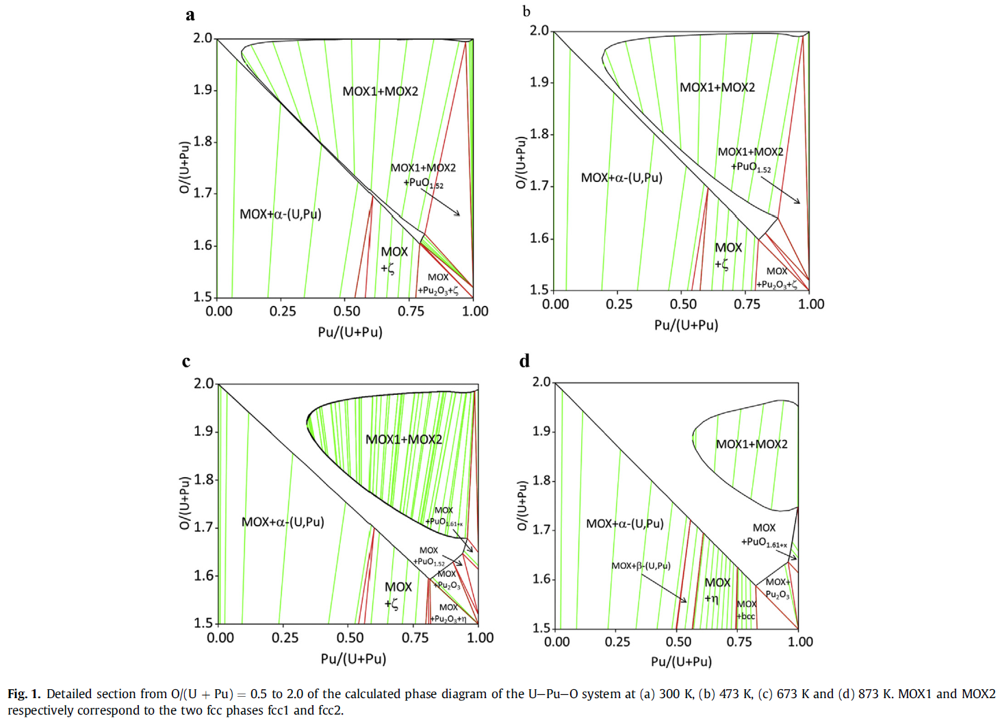 a
2.0
1.9
1.8
1.7
1.6
1.5
O/(U+Pu)
MOX1+MOX2
MOX1+MOX2
+PuO1.52
MOX+α-(U,Pu)
MOX
+ζ
MOX
+Pu2O3+ζ
0.00 0.25 0.50 0.75 1.00
Pu/(U+Pu)
b
2.0
1.9
1.8
1.7
1.6
1.5
O/(U+Pu)
MOX1+MOX2
MOX1+MOX2
+PuO1.52
MOX+α-(U,Pu)
MOX
+ζ
MOX
+Pu2O3+ζ
0.00 0.25 0.50 0.75 1.00
Pu/(U+Pu)
c
2.0
1.9
1.8
1.7
1.6
1.5
O/(U+Pu)
MOX1+MOX2
MOX
+PuO1.61+x
MOX+α-(U,Pu)
MOX
+PuO1.52
MOX
+Pu2O3
MOX
+ζ
MOX
+Pu2O3+η
0.00 0.25 0.50 0.75 1.00
Pu/(U+Pu)
d
2.0
1.9
1.8
1.7
1.6
1.5
O/(U+Pu)
MOX1+MOX2
MOX+α-(U,Pu)
MOX
+PuO1.61+x
MOX+β-(U,Pu)
MOX
+η
MOX+
Pu2O3
MOX
+bcc
0.00 0.25 0.50 0.75 1.00
Pu/(U+Pu)
Fig. 1. Detailed section from O/(U + Pu) = 0.5 to 2.0 of the calculated phase diagram of the U–Pu–O system at (a) 300 K, (b) 473 K, (c) 673 K and (d) 873 K. MOX1 and MOX2
respectively correspond to the two fcc phases fcc1 and fcc2.